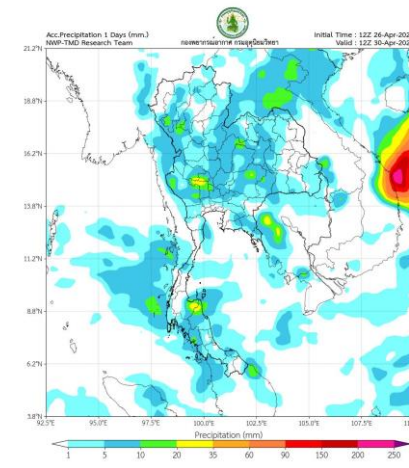 Acc.Precipitation 1 Days (mm.)
NWP-TMD Research Team
กองพยากรณ์อากาศ กรมอุตุนิยมวิทยา
Initial Time : 12Z 26-Apr-202
Valid : 12Z 30-Apr-202
21.2°N
18.8°N
16.2°N
13.8°N
11.2°N
8.8°N
6.2°N
3.8°N
92.5°E 95.0°E 97.5°E 100.0°E 102.5°E 105.0°E 107.5°E
Precipitation (mm)
1 5 10 20 35 60 90 150 200 250